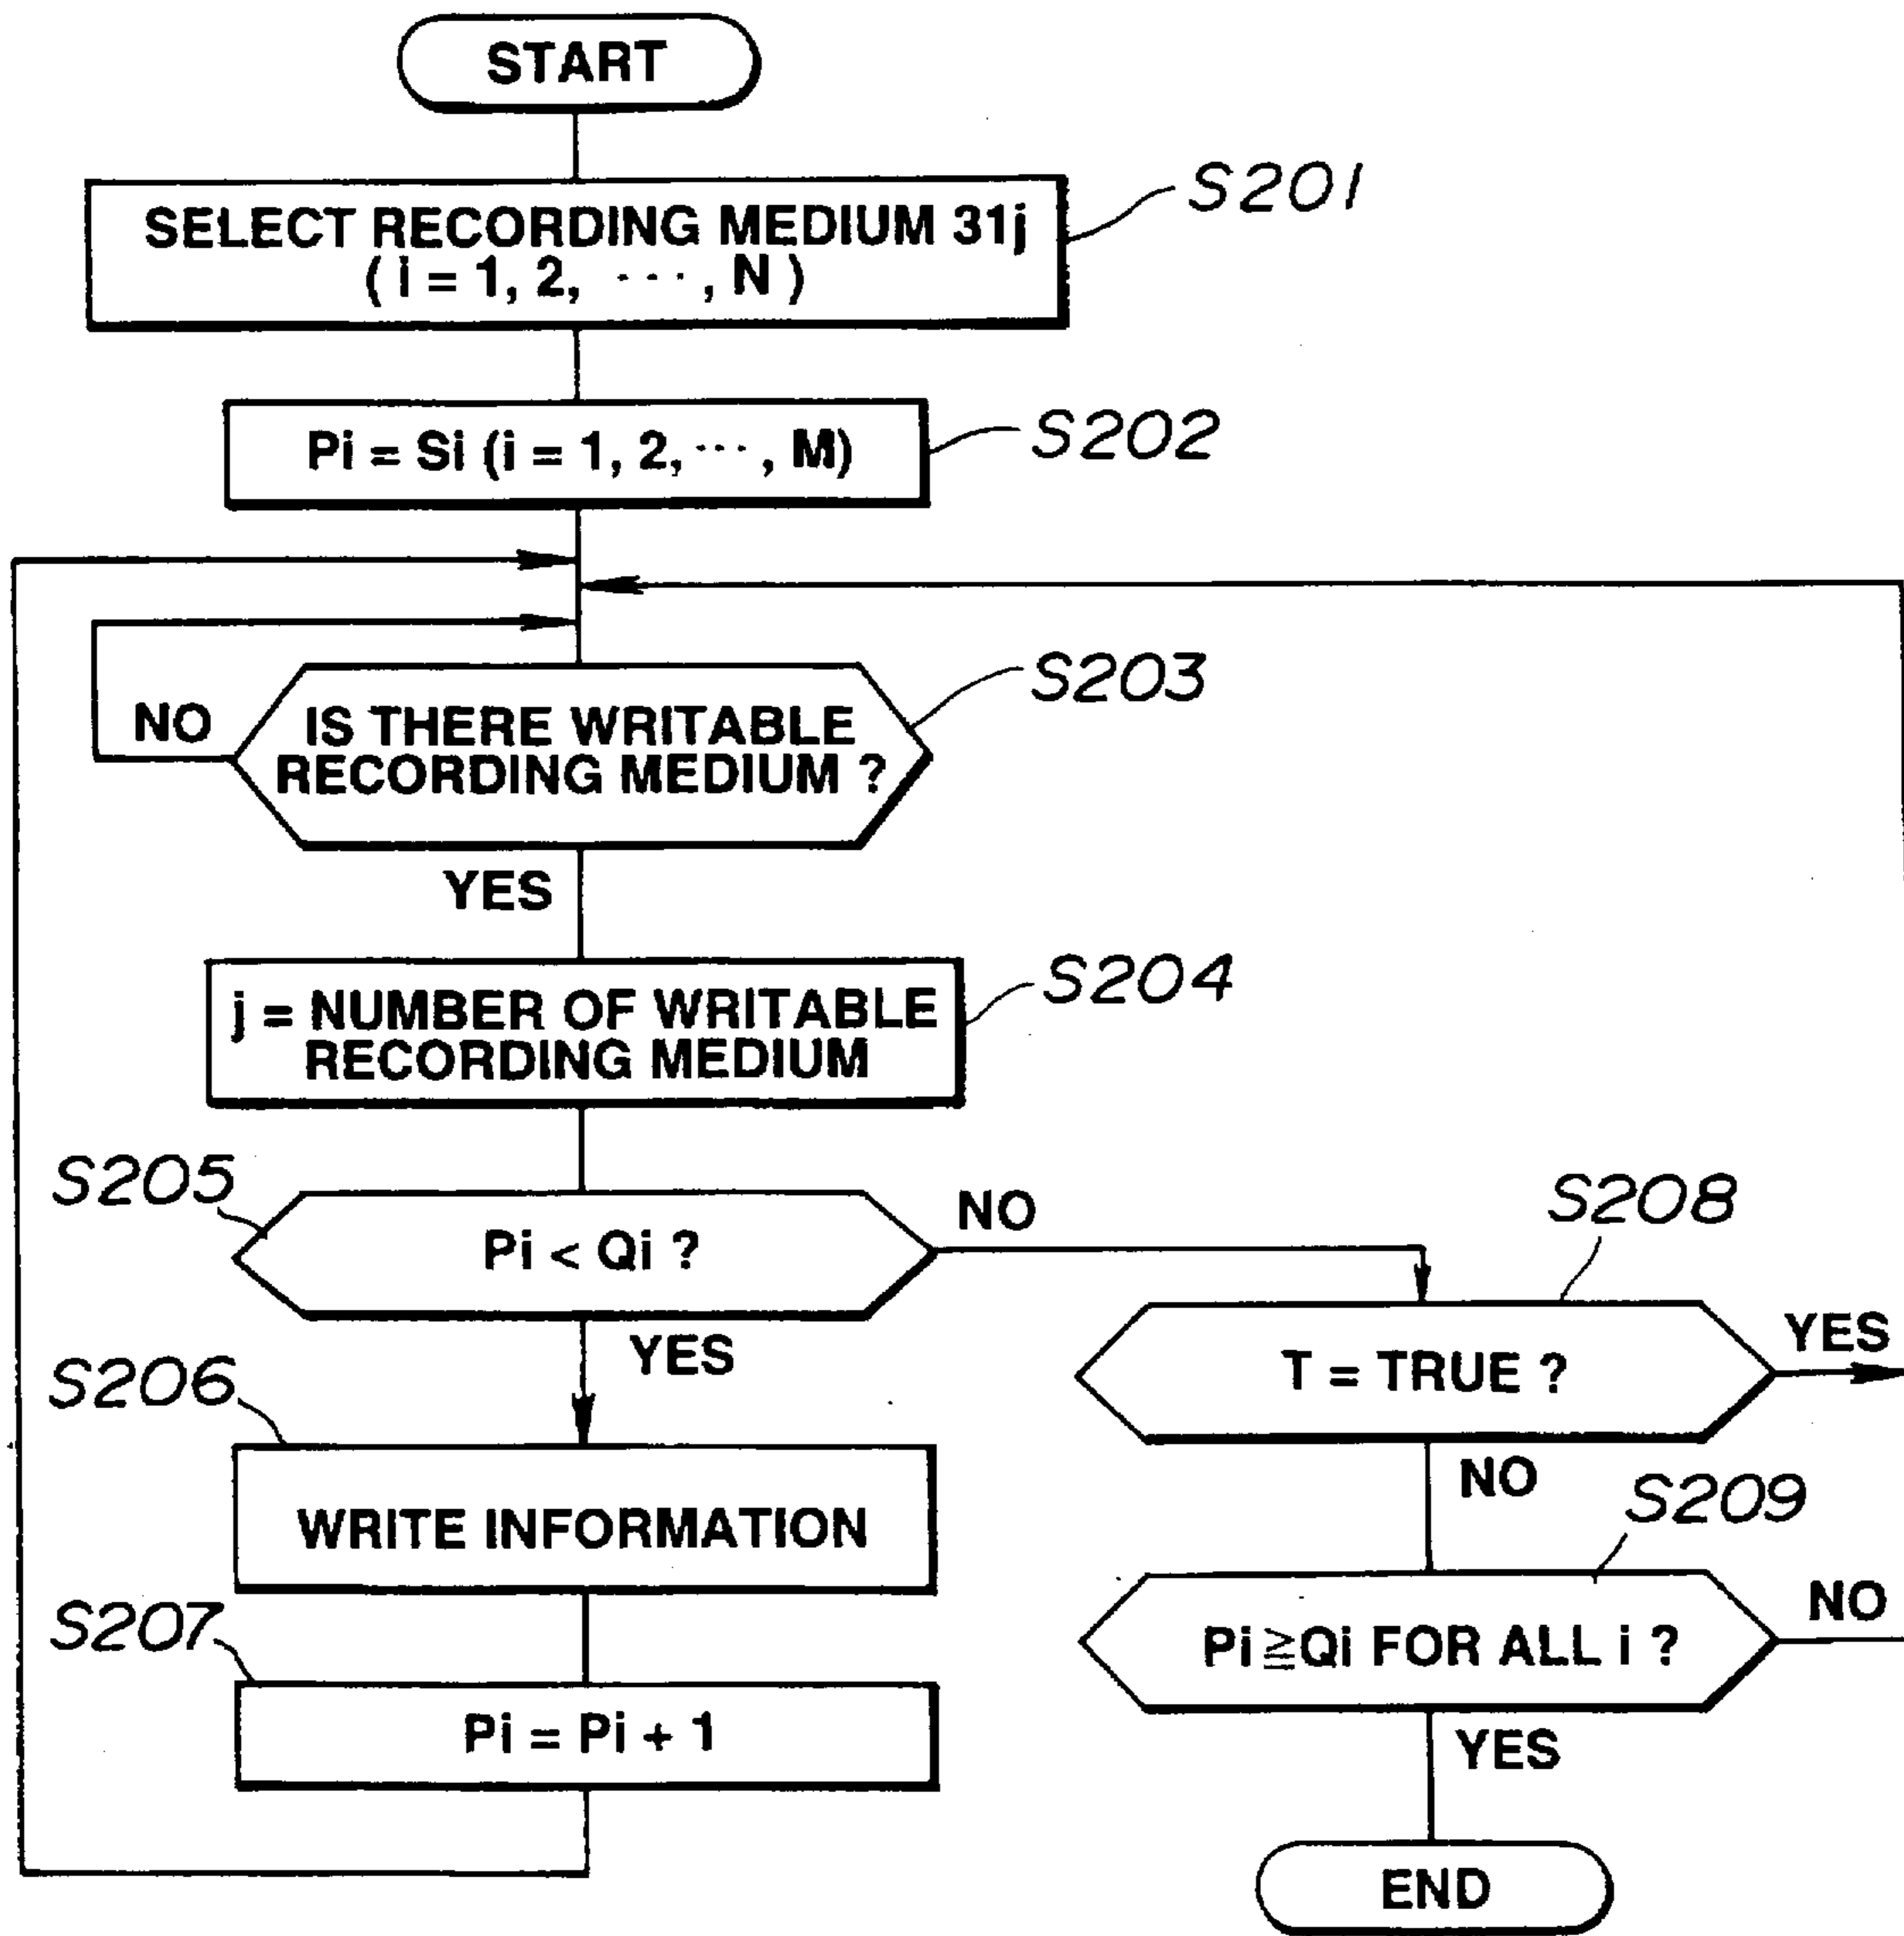 START
S201
SELECT RECORDING MEDIUM 31j
( i = 1, 2, ···, N )
S202
Pi = Si (i = 1, 2, ···, M)
S203
NO
IS THERE WRITABLE
RECORDING MEDIUM ?
YES
S204
j = NUMBER OF WRITABLE
RECORDING MEDIUM
S205
Pi < Qi ?
NO
S208
YES
T = TRUE ?
YES
S206
NO
WRITE INFORMATION
S209
S207
Pi ≧ Qi FOR ALL i ?
NO
Pi = Pi + 1
YES
END